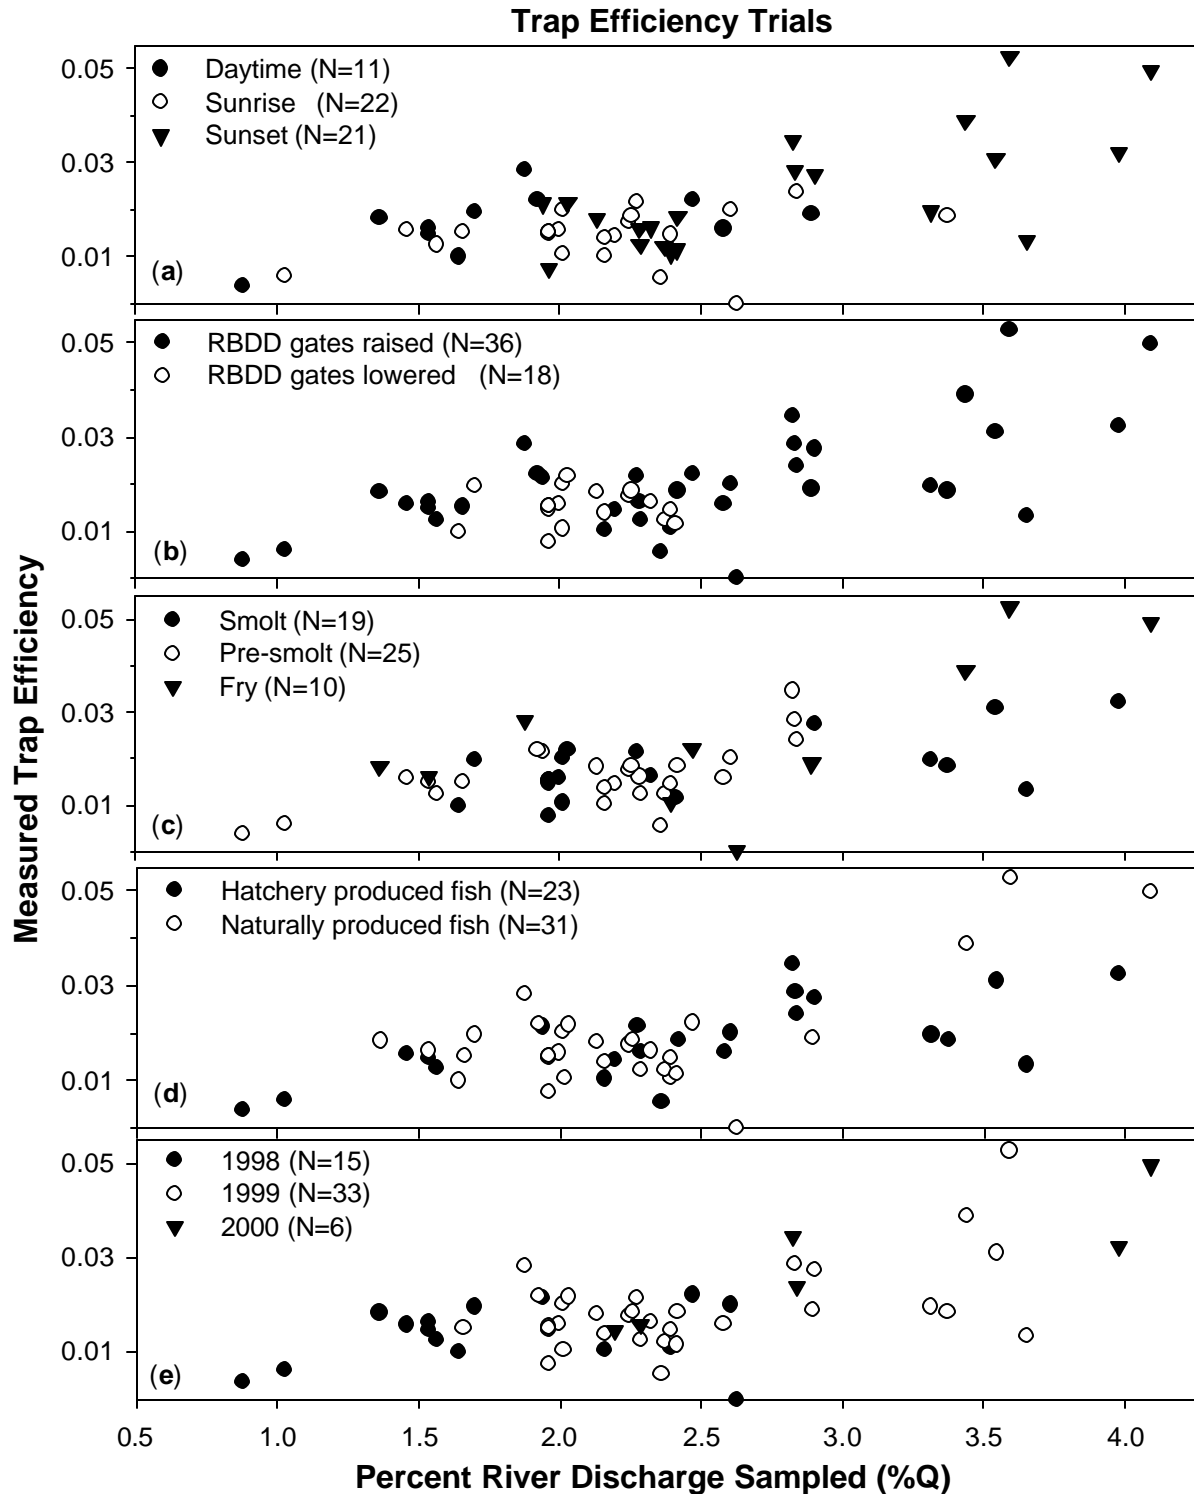 Trap Efficiency Trials
0.05
0.03
0.01
Daytime (N=11)
Sunrise (N=22)
Sunset (N=21)
(a)
0.05
0.03
0.01
RBDD gates raised (N=36)
RBDD gates lowered (N=18)
(b)
0.05
0.03
0.01
Smolt (N=19)
Pre-smolt (N=25)
Fry (N=10)
(c)
0.05
0.03
0.01
Hatchery produced fish (N=23)
Naturally produced fish (N=31)
(d)
0.05
0.03
0.01
1998 (N=15)
1999 (N=33)
2000 (N=6)
(e)
Measured Trap Efficiency
0.5 1.0 1.5 2.0 2.5 3.0 3.5 4.0
Percent River Discharge Sampled (%Q)